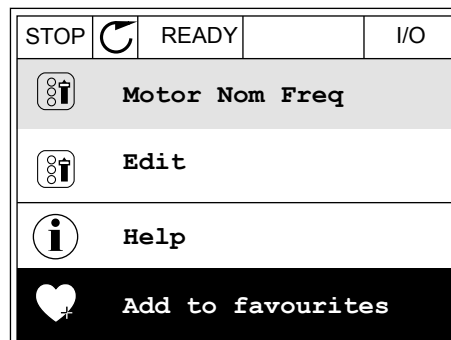 STOP READY I/O
Motor Nom Freq
Edit
Help
Add to favourites